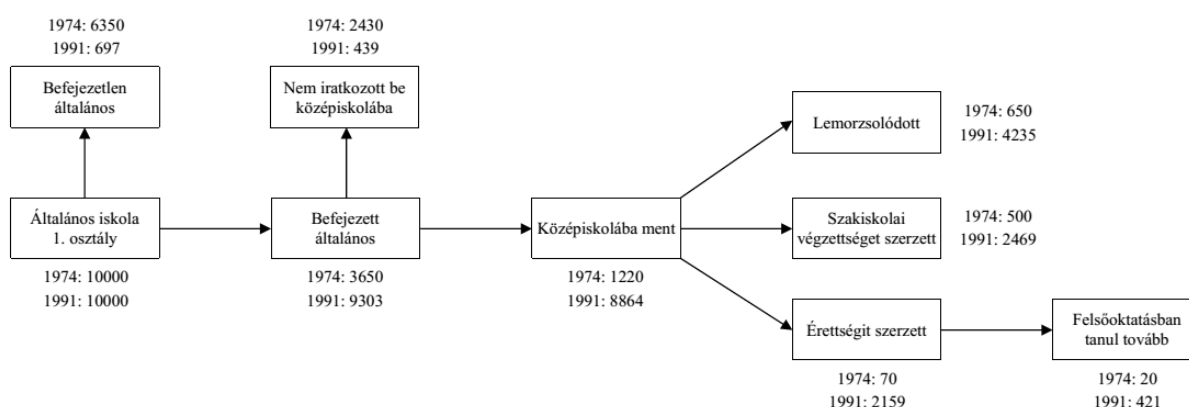 1974: 6350
1991: 697
Befejezetlen
általános
1974: 2430
1991: 439
Nem iratkozott be
középiskolába
Lemorzsolódott
1974: 650
1991: 4235
Általános iskola
1. osztály
1974: 10000
1991: 10000
Befejezett
általános
1974: 3650
1991: 9303
Középiskolába ment
1974: 1220
1991: 8864
Szakiskolai
végzettséget szerzett
1974: 500
1991: 2469
Érettségit szerzett
1974: 70
1991: 2159
Felsőoktatásban
tanul tovább
1974: 20
1991: 421